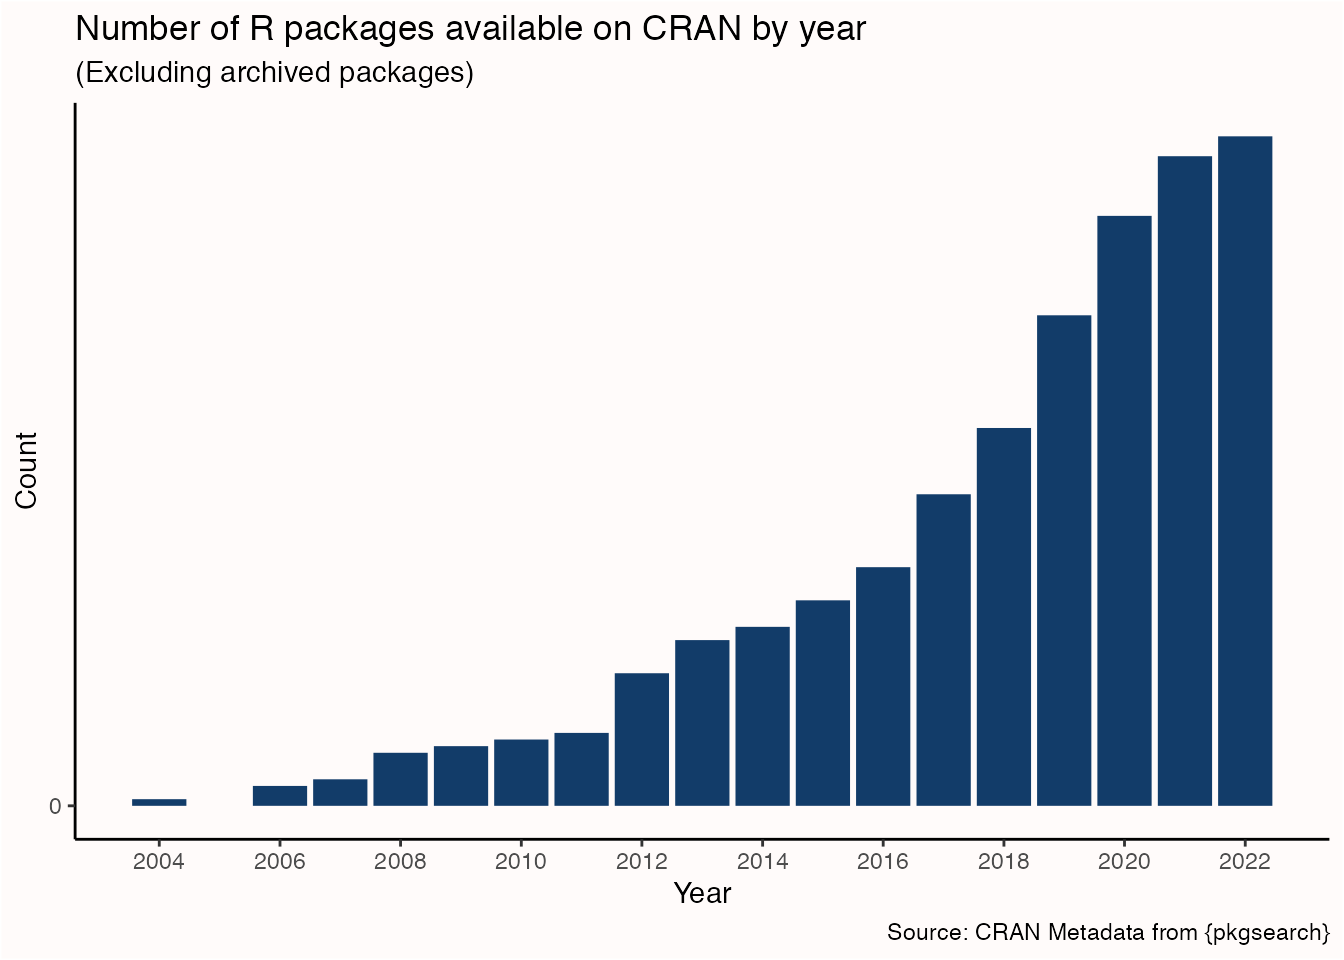 Number of R packages available on CRAN by year
(Excluding archived packages)
Count
0
2004 2006 2008 2010 2012 2014 2016 2018 2020 2022
Year
Source: CRAN Metadata from {pkgsearch}